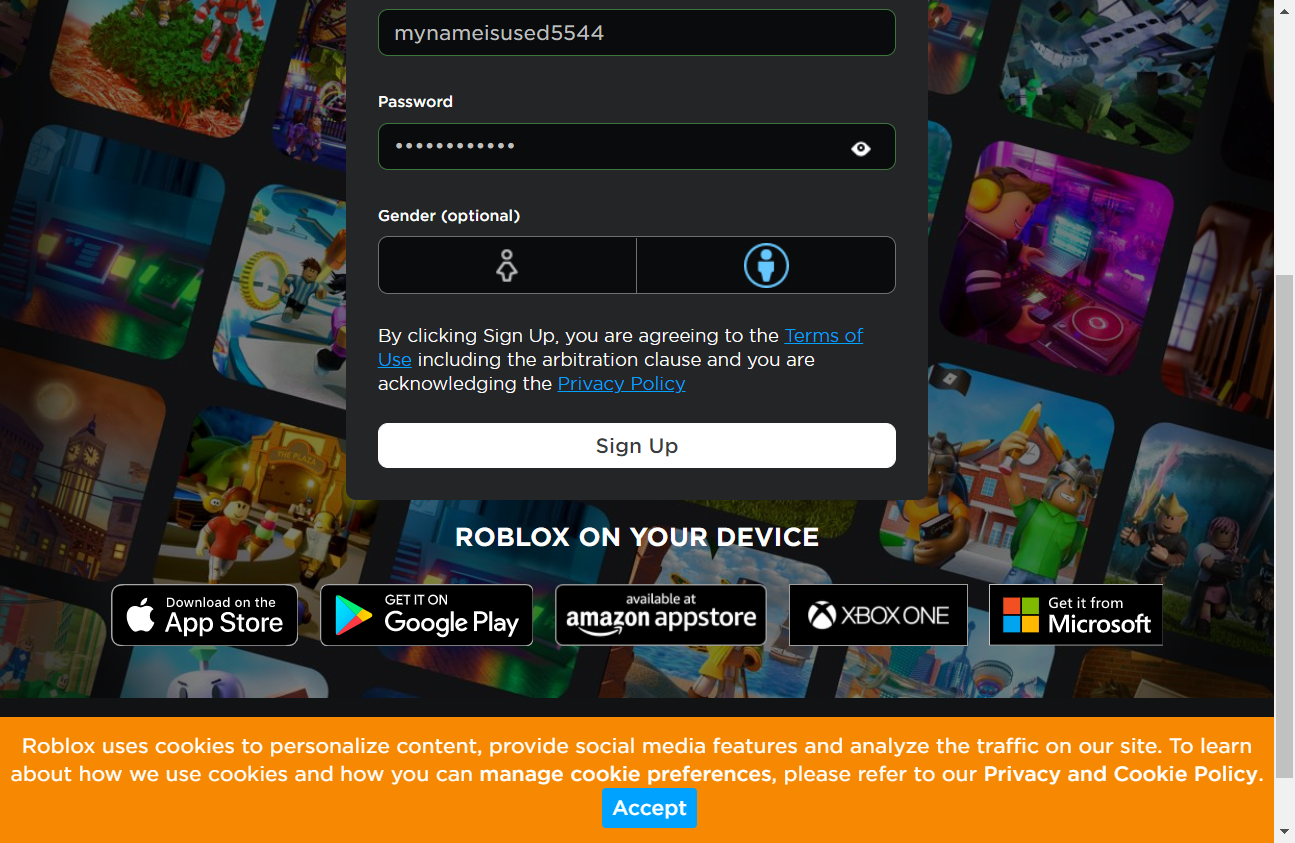 mynameisused5544
Password
••••••••••••
Gender (optional)
By clicking Sign Up, you are agreeing to the Terms of
Use including the arbitration clause and you are
acknowledging the Privacy Policy
Sign Up
THE PLAZA
ROBLOX ON YOUR DEVICE
Download on the
App Store
GET IT ON
Google Play
available at
amazon appstore
XBOX ONE
Get it from
Microsoft
Roblox uses cookies to personalize content, provide social media features and analyze the traffic on our site. To learn
about how we use cookies and how you can manage cookie preferences, please refer to our Privacy and Cookie Policy.
Accept